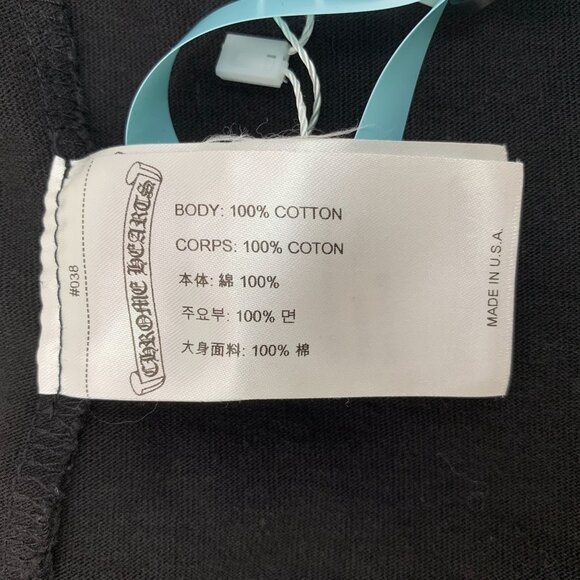 #038
CHROME HEARTS
BODY: 100% COTTON
CORPS: 100% COTON
本体: 綿 100%
주요부: 100% 면
大身面料: 100% 棉
MADE IN U.S.A.